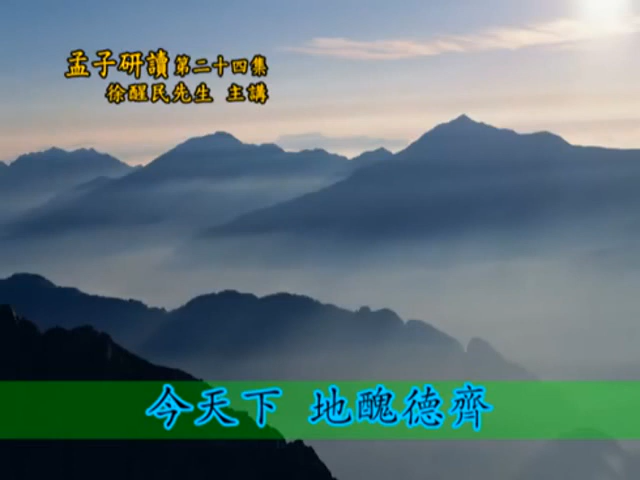 孟子研讀 第二十四集
徐醒民先生 主講
今天下 地醜德齊